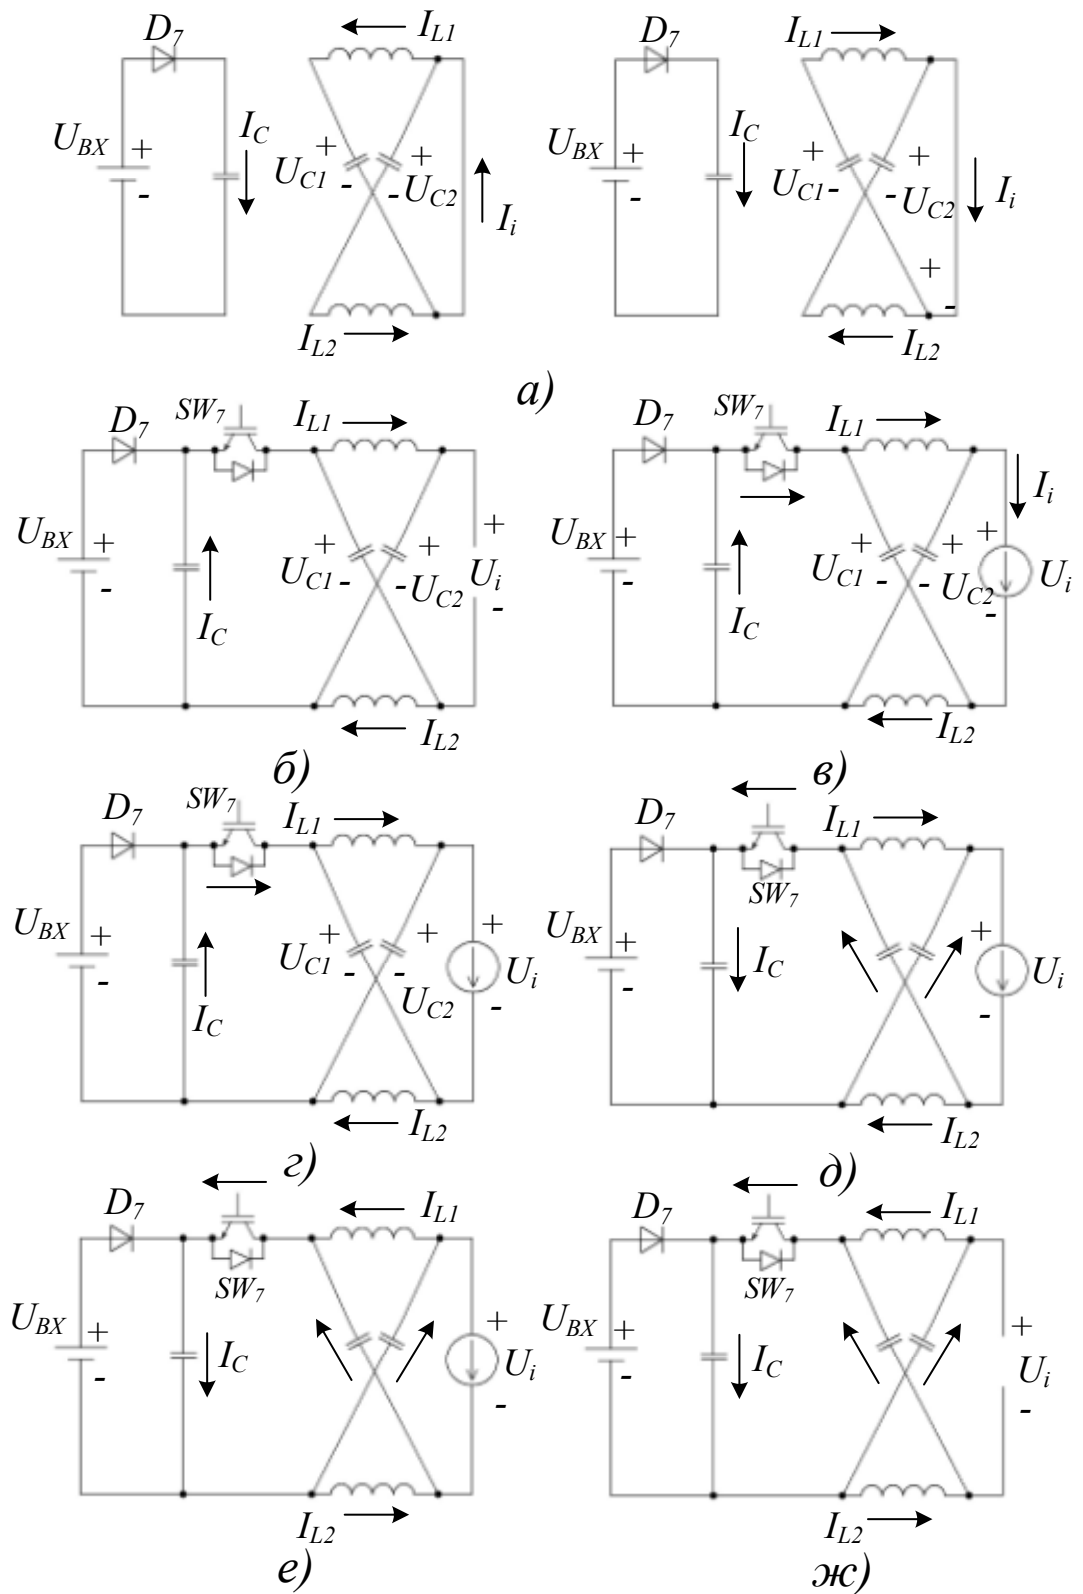 D7 IL1 D7 IL1
UBX + IC + + UBX + IC + +
- UC1 - - UC2 - UC1 - - UC2
Ii Ii
+ -
IL2 IL2
а)
D7 SW7 IL1 D7 SW7 IL1
Ii
UBX + + + + UBX + + + +
- UC1 - - UC2 Ui - - UC1 - - UC2 Ui -
IC IC
IL2 IL2
б) в)
D7 SW7 IL1 D7 IL1
SW7
UBX + + + + UBX + +
- UC1 - - Ui - - IC Ui -
IC UC2
IL2 IL2
г) д)
D7 IL1 D7 IL1
SW7 SW7
UBX + + UBX + +
- IC Ui - - IC Ui -
IL2 IL2
е) ж)